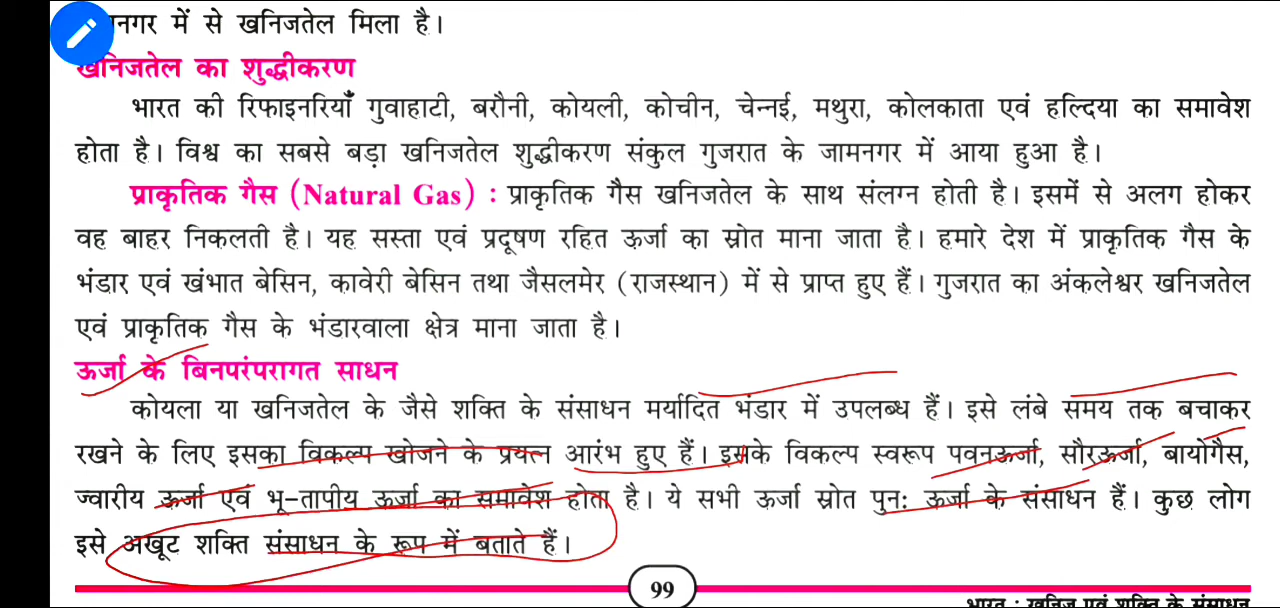 नगर में से खनिजतेल मिला है।
खनिजतेल का शुद्धीकरण
भारत की रिफाइनरियाँ गुवाहाटी, बरौनी, कोयली, कोचीन, चेन्नई, मथुरा, कोलकाता एवं हल्दिया का समावेश
होता है। विश्व का सबसे बड़ा खनिजतेल शुद्धीकरण संकुल गुजरात के जामनगर में आया हुआ है।
प्राकृतिक गैस (Natural Gas) : प्राकृतिक गैस खनिजतेल के साथ संलग्न होती है। इसमें से अलग होकर
वह बाहर निकलती है। यह सस्ता एवं प्रदूषण रहित ऊर्जा का स्रोत माना जाता है। हमारे देश में प्राकृतिक गैस के
भंडार एवं खंभात बेसिन, कावेरी बेसिन तथा जैसलमेर (राजस्थान) में से प्राप्त हुए हैं। गुजरात का अंकलेश्वर खनिजतेल
एवं प्राकृतिक गैस के भंडारवाला क्षेत्र माना जाता है।
ऊर्जा के बिनपरंपरागत साधन
कोयला या खनिजतेल के जैसे शक्ति के संसाधन मर्यादित भंडार में उपलब्ध हैं। इसे लंबे समय तक बचाकर
रखने के लिए इसका विकल्प खोजने के प्रयत्न आरंभ हुए हैं। इसके विकल्प स्वरूप पवनऊर्जा, सौरऊर्जा, बायोगैस,
ज्वारीय ऊर्जा एवं भू-तापीय ऊर्जा का समावेश होता है। ये सभी ऊर्जा स्रोत पुनः ऊर्जा के संसाधन हैं। कुछ लोग
इसे अखूट शक्ति संसाधन के रूप में बताते हैं।
99
भारत : खनिज एवं शक्ति के संसाधन